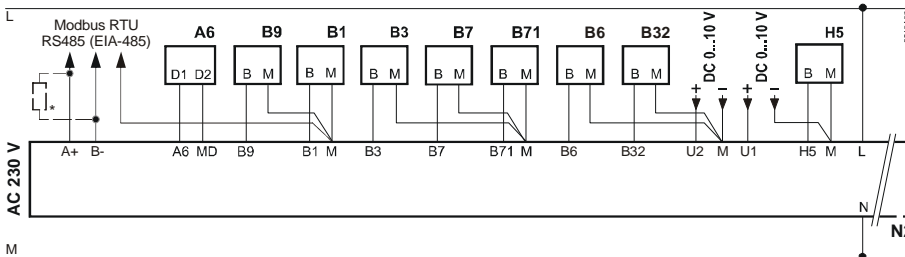 L
Modbus RTU
RS485 (EIA-485)
A6 B9 B1 B3 B7 B71 B6 B32 DC 0...10 V DC 0...10 V H5
D1 D2 B M B M B M B M B M B M B M + − + − B M
*
A+ B- A6 MD B9 B1 M B3 B7 B71 M B6 B32 U2 M U1 H5 M L
AC 230 V
N
M